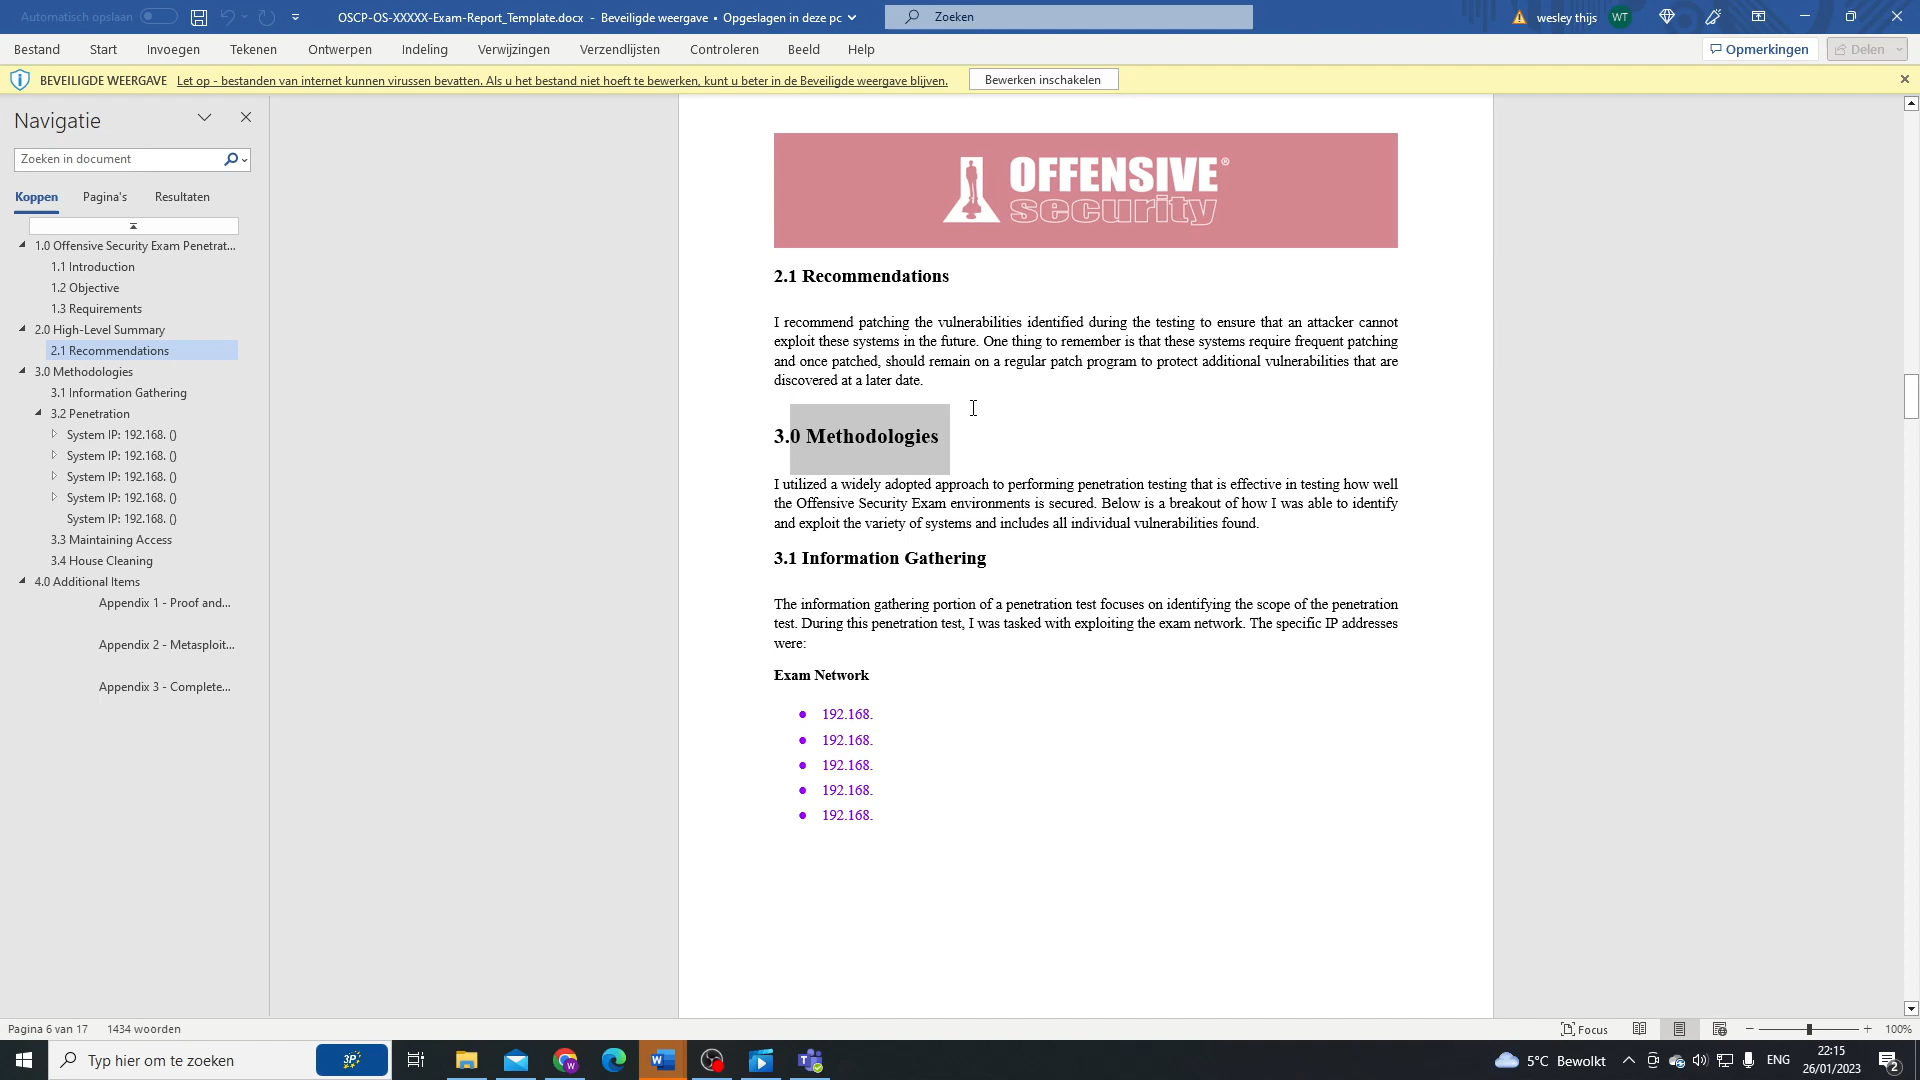 Automatisch opslaan
OSCP-OS-XXXXX-Exam-Report_Template.docx - Beveiligde weergave • Opgeslagen in deze pc
Zoeken
wesley thijs WT
Bestand Start Invoegen Tekenen Ontwerpen Indeling Verwijzingen Verzendlijsten Controleren Beeld Help
Opmerkingen Delen
BEVEILIGDE WEERGAVE Let op - bestanden van internet kunnen virussen bevatten. Als u het bestand niet hoeft te bewerken, kunt u beter in de Beveiligde weergave blijven. Bewerken inschakelen
Navigatie
Zoeken in document
Koppen Pagina's Resultaten
1.0 Offensive Security Exam Penetrat...
1.1 Introduction
1.2 Objective
1.3 Requirements
2.0 High-Level Summary
2.1 Recommendations
3.0 Methodologies
3.1 Information Gathering
3.2 Penetration
System IP: 192.168. ()
System IP: 192.168. ()
System IP: 192.168. ()
System IP: 192.168. ()
System IP: 192.168. ()
3.3 Maintaining Access
3.4 House Cleaning
4.0 Additional Items
Appendix 1 - Proof and...
Appendix 2 - Metasploit...
Appendix 3 - Complete...
OFFENSIVE®
security
2.1 Recommendations
I recommend patching the vulnerabilities identified during the testing to ensure that an attacker cannot
exploit these systems in the future. One thing to remember is that these systems require frequent patching
and once patched, should remain on a regular patch program to protect additional vulnerabilities that are
discovered at a later date.
3.0 Methodologies
I utilized a widely adopted approach to performing penetration testing that is effective in testing how well
the Offensive Security Exam environments is secured. Below is a breakout of how I was able to identify
and exploit the variety of systems and includes all individual vulnerabilities found.
3.1 Information Gathering
The information gathering portion of a penetration test focuses on identifying the scope of the penetration
test. During this penetration test, I was tasked with exploiting the exam network. The specific IP addresses
were:
Exam Network
• 192.168.
• 192.168.
• 192.168.
• 192.168.
• 192.168.
Pagina 6 van 17 1434 woorden
Focus
100%
Typ hier om te zoeken
5°C Bewolkt
ENG
22:15
26/01/2023
2